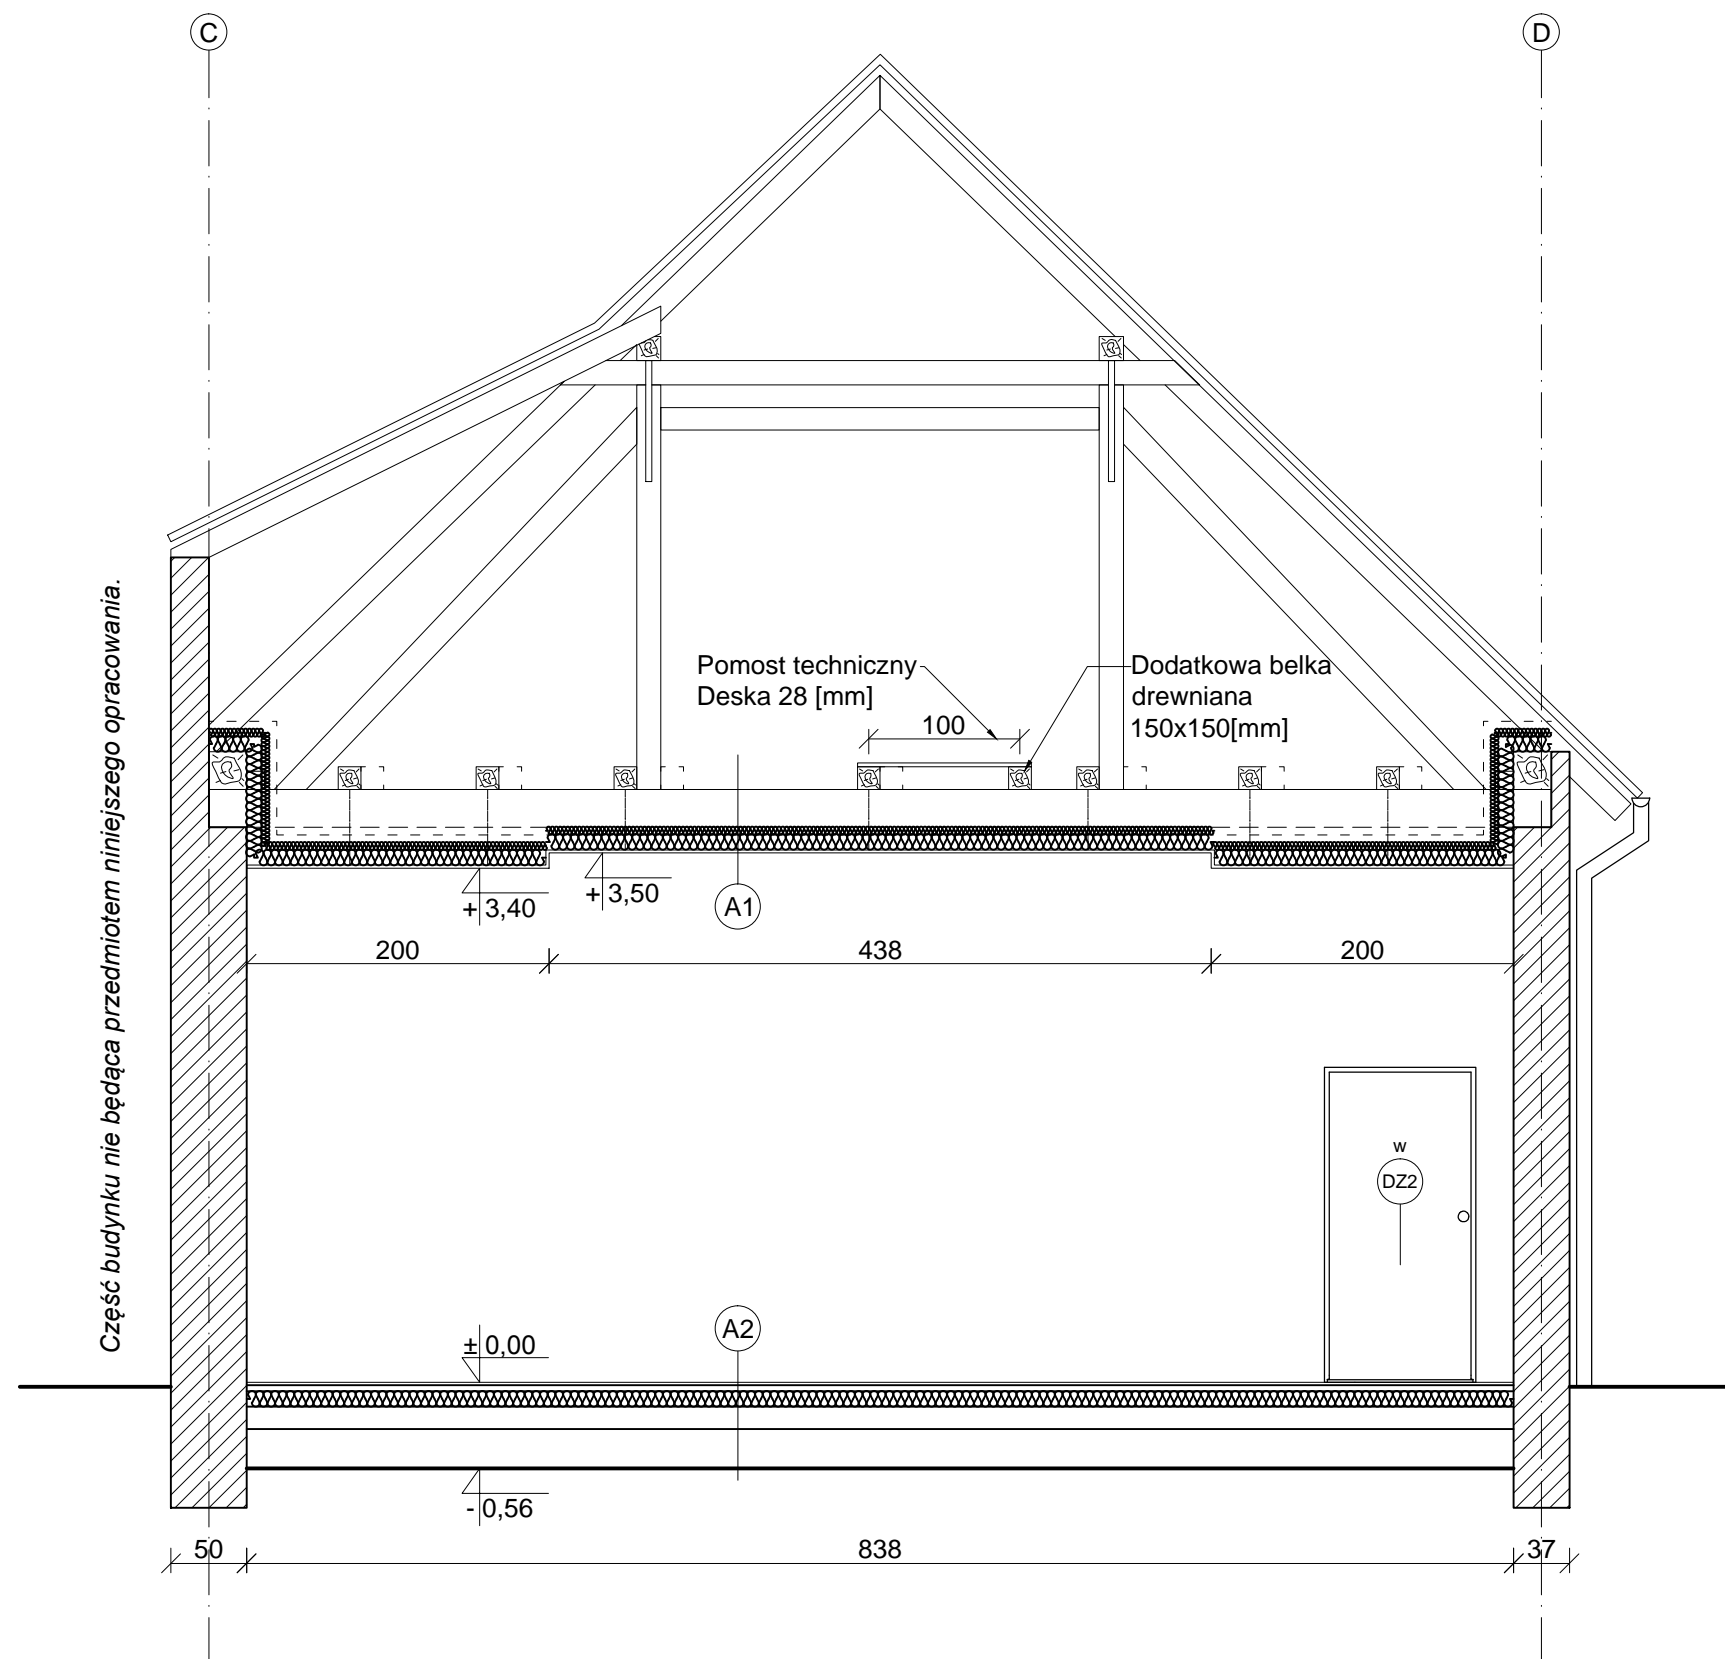 C
D
Część budynku nie będąca przedmiotem niniejszego opracowania.
Pomost techniczny
Deska 28 [mm]
Dodatkowa belka
drewniana
150x150[mm]
100
+ 3,40
+ 3,50
A1
200
438
200
w
DZ2
± 0,00
A2
- 0,56
50
838
37